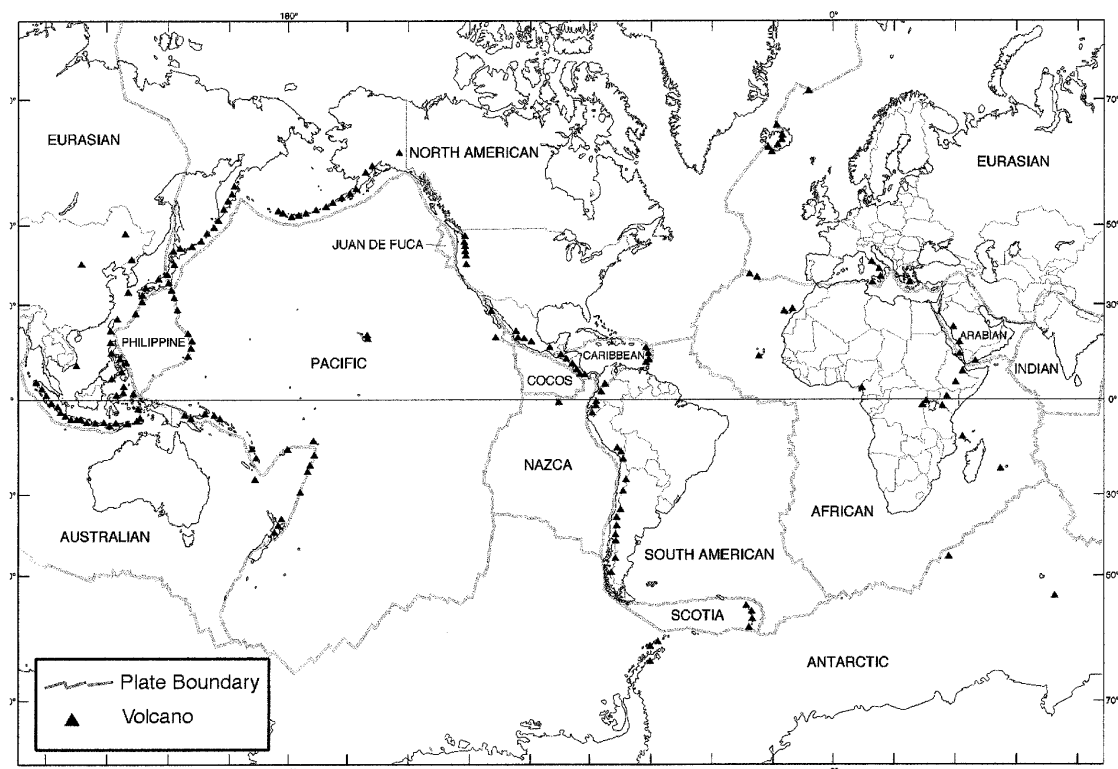 180°
0°
70°
EURASIAN
NORTH AMERICAN
EURASIAN
50°
JUAN DE FUCA
30°
PHILIPPINE
ARABIAN
PACIFIC
CARIBBEAN
INDIAN
COCOS
0°
NAZCA
30°
AFRICAN
AUSTRALIAN
SOUTH AMERICAN
50°
SCOTIA
ANTARCTIC
Plate Boundary
Volcano
70°